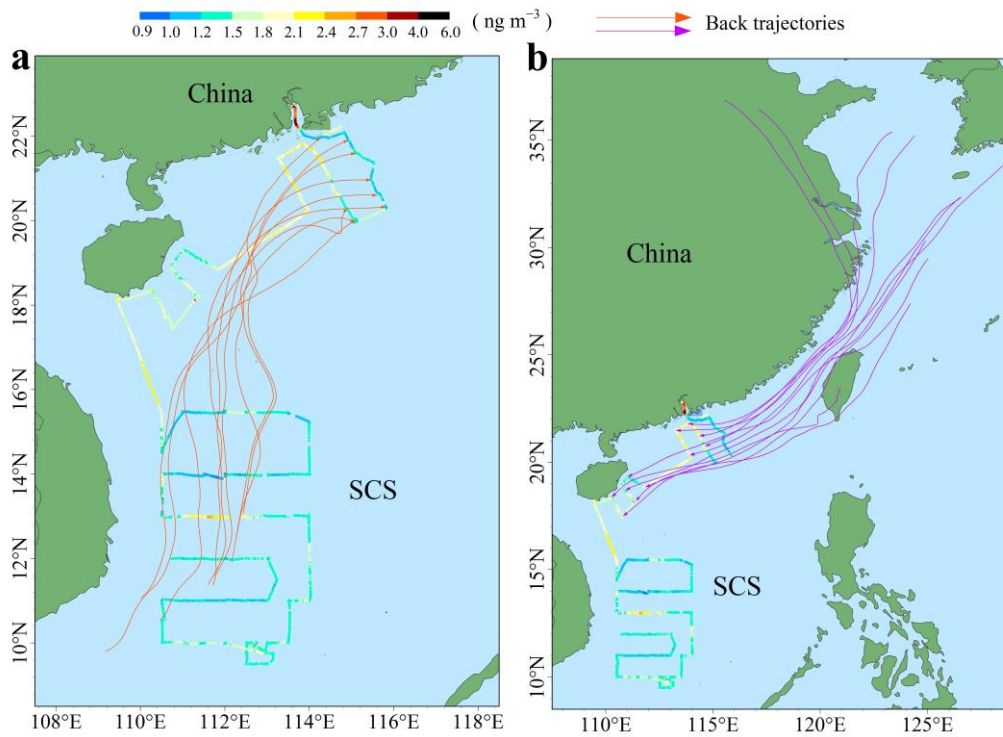 ( ng m⁻³ )
0.9 1.0 1.2 1.5 1.8 2.1 2.4 2.7 3.0 4.0 6.0
Back trajectories
a
China
SCS
22°N
20°N
18°N
16°N
14°N
12°N
10°N
108°E 110°E 112°E 114°E 116°E 118°E
b
China
SCS
35°N
30°N
25°N
20°N
15°N
10°N
110°E 115°E 120°E 125°E